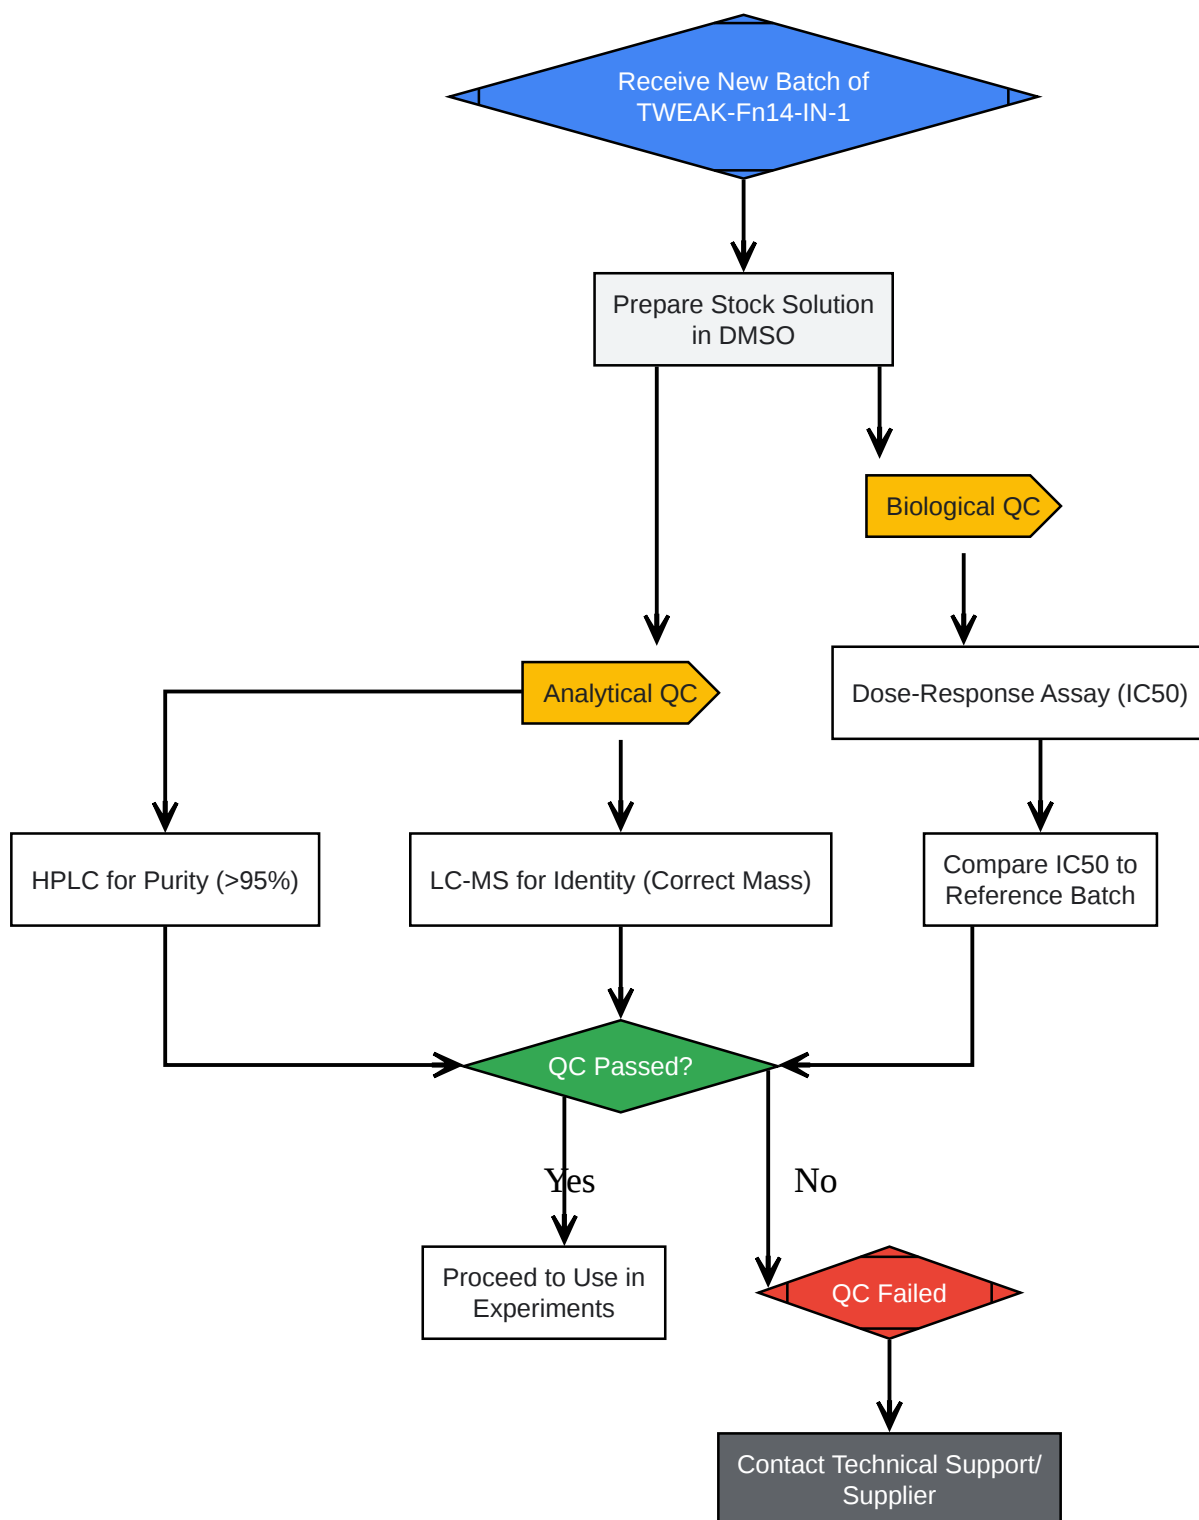 Receive New Batch of
TWEAK-Fn14-IN-1
Prepare Stock Solution
in DMSO
Biological QC
Analytical QC
Dose-Response Assay (IC50)
HPLC for Purity (>95%)
LC-MS for Identity (Correct Mass)
Compare IC50 to
Reference Batch
QC Passed?
Yes
No
Proceed to Use in
Experiments
QC Failed
Contact Technical Support/
Supplier